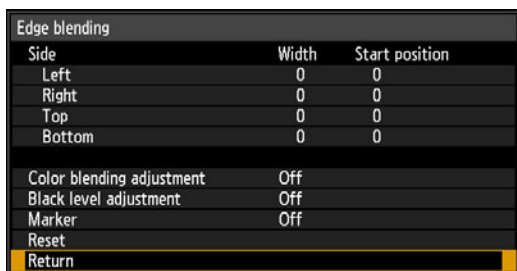 Edge blending
Side Width Start position
Left 0 0
Right 0 0
Top 0 0
Bottom 0 0
Color blending adjustment Off
Black level adjustment Off
Marker Off
Reset
Return